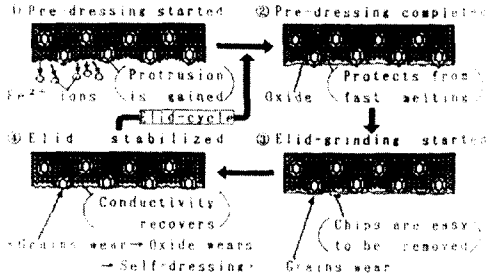 ① Pre-dressing started
② Pre-dressing completed
Fe²⁺ ions
Protrusion
is gained
Oxide
Protects from
fast melting
Elid-cycle
④ Elid stabilized
③ Elid-grinding started
Conductivity
recovers
<Grains wear→Oxide wears
→Self-dressing>
Chips are easy
to be removed
Grains wear